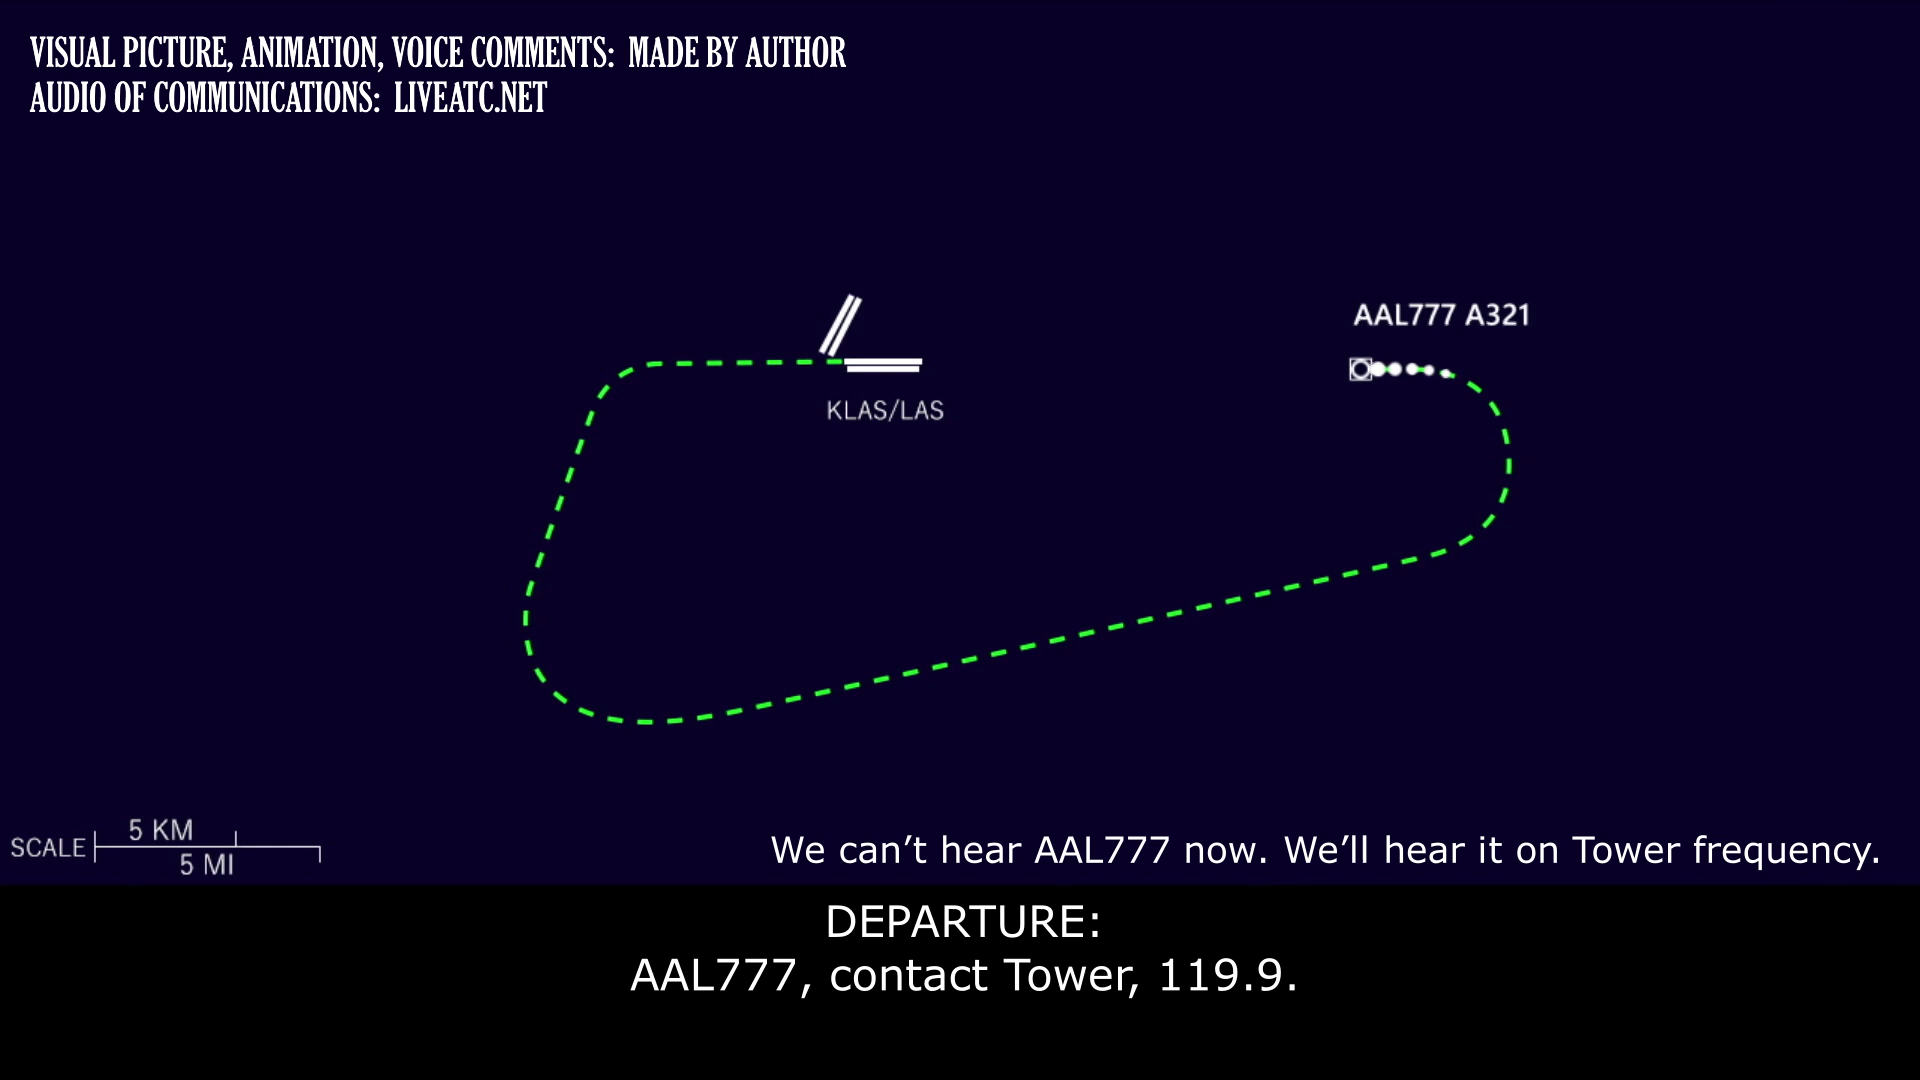 VISUAL PICTURE, ANIMATION, VOICE COMMENTS: MADE BY AUTHOR
AUDIO OF COMMUNICATIONS: LIVEATC.NET
AAL777 A321
KLAS/LAS
5 KM
SCALE
5 MI
We can’t hear AAL777 now. We’ll hear it on Tower frequency.
DEPARTURE:
AAL777, contact Tower, 119.9.